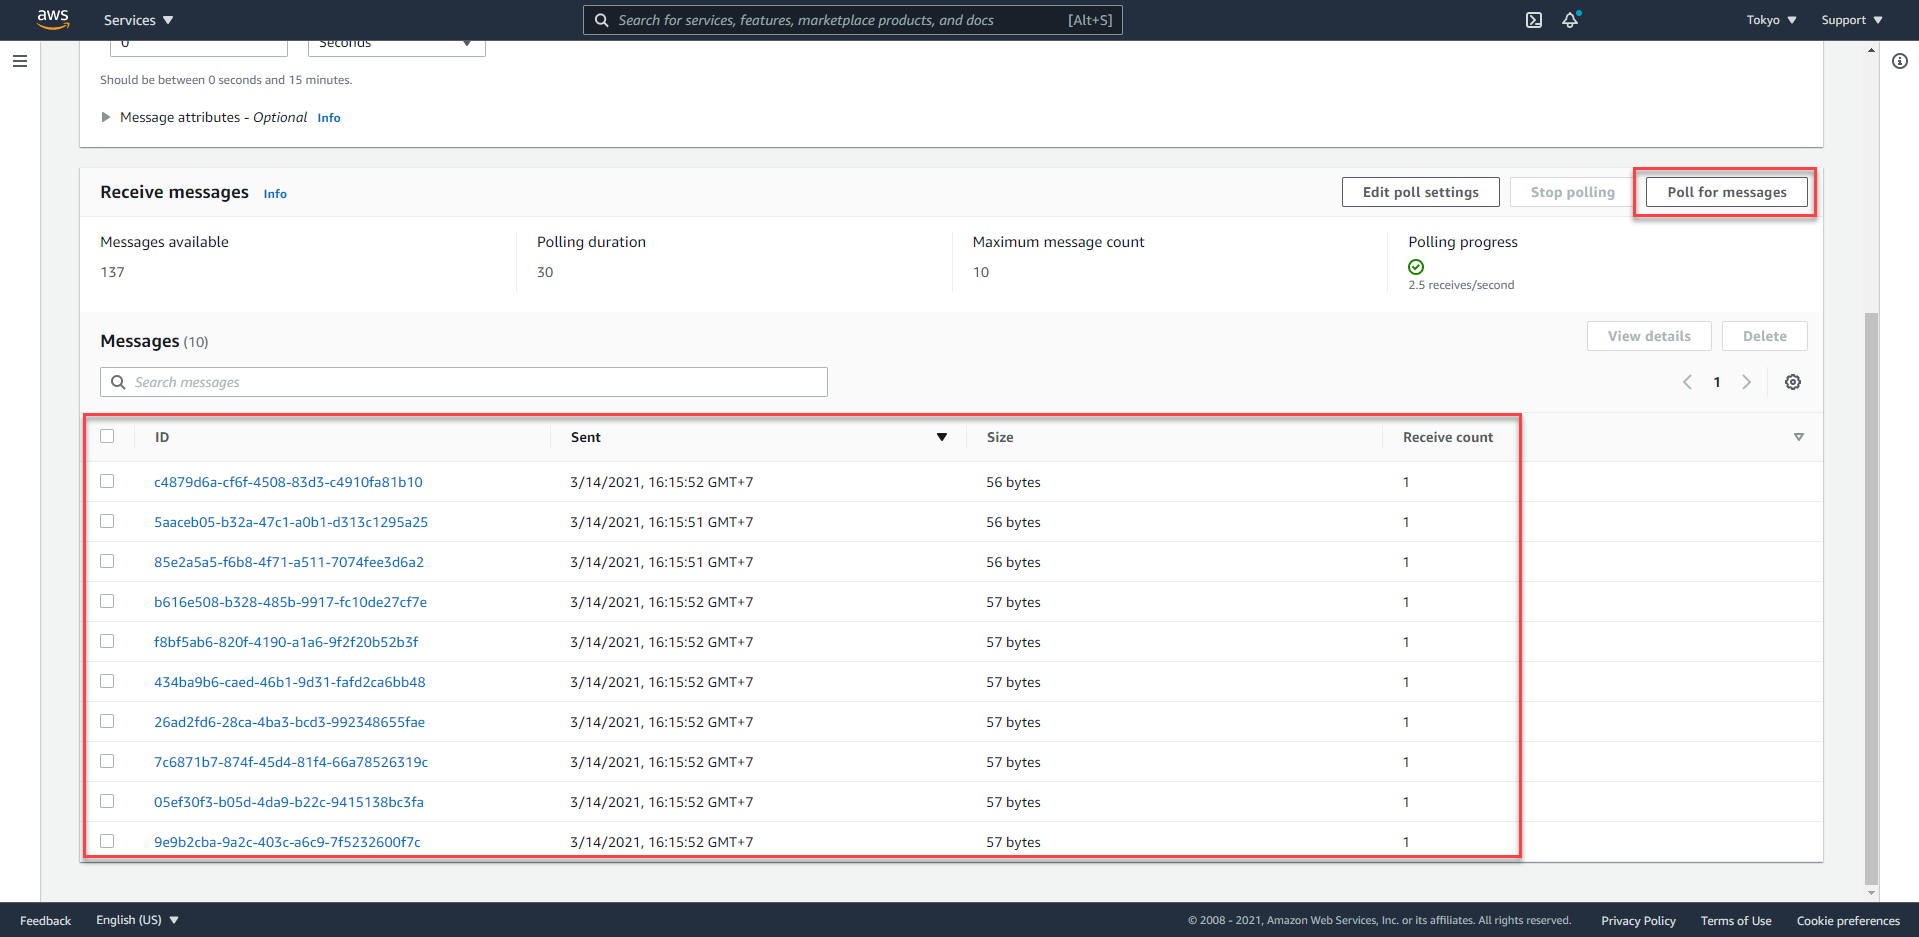 aws Services Search for services, features, marketplace products, and docs [Alt+S] Tokyo Support
0 Seconds
Should be between 0 seconds and 15 minutes.
Message attributes - Optional Info
Receive messages Info Edit poll settings Stop polling Poll for messages
Messages available Polling duration Maximum message count Polling progress
137 30 10
2.5 receives/second
Messages (10) View details Delete
Search messages 1
ID Sent Size Receive count
c4879d6a-cf6f-4508-83d3-c4910fa81b10 3/14/2021, 16:15:52 GMT+7 56 bytes 1
5aaceb05-b32a-47c1-a0b1-d313c1295a25 3/14/2021, 16:15:51 GMT+7 56 bytes 1
85e2a5a5-f6b8-4f71-a511-7074fee3d6a2 3/14/2021, 16:15:51 GMT+7 56 bytes 1
b616e508-b328-485b-9917-fc10de27cf7e 3/14/2021, 16:15:52 GMT+7 57 bytes 1
f8bf5ab6-820f-4190-a1a6-9f2f20b52b3f 3/14/2021, 16:15:52 GMT+7 57 bytes 1
434ba9b6-caed-46b1-9d31-fafd2ca6bb48 3/14/2021, 16:15:52 GMT+7 57 bytes 1
26ad2fd6-28ca-4ba3-bcd3-992348655fae 3/14/2021, 16:15:52 GMT+7 57 bytes 1
7c6871b7-874f-45d4-81f4-66a78526319c 3/14/2021, 16:15:52 GMT+7 57 bytes 1
05ef30f3-b05d-4da9-b22c-9415138bc3fa 3/14/2021, 16:15:52 GMT+7 57 bytes 1
9e9b2cba-9a2c-403c-a6c9-7f5232600f7c 3/14/2021, 16:15:52 GMT+7 57 bytes 1
Feedback English (US) © 2008 - 2021, Amazon Web Services, Inc. or its affiliates. All rights reserved. Privacy Policy Terms of Use Cookie preferences